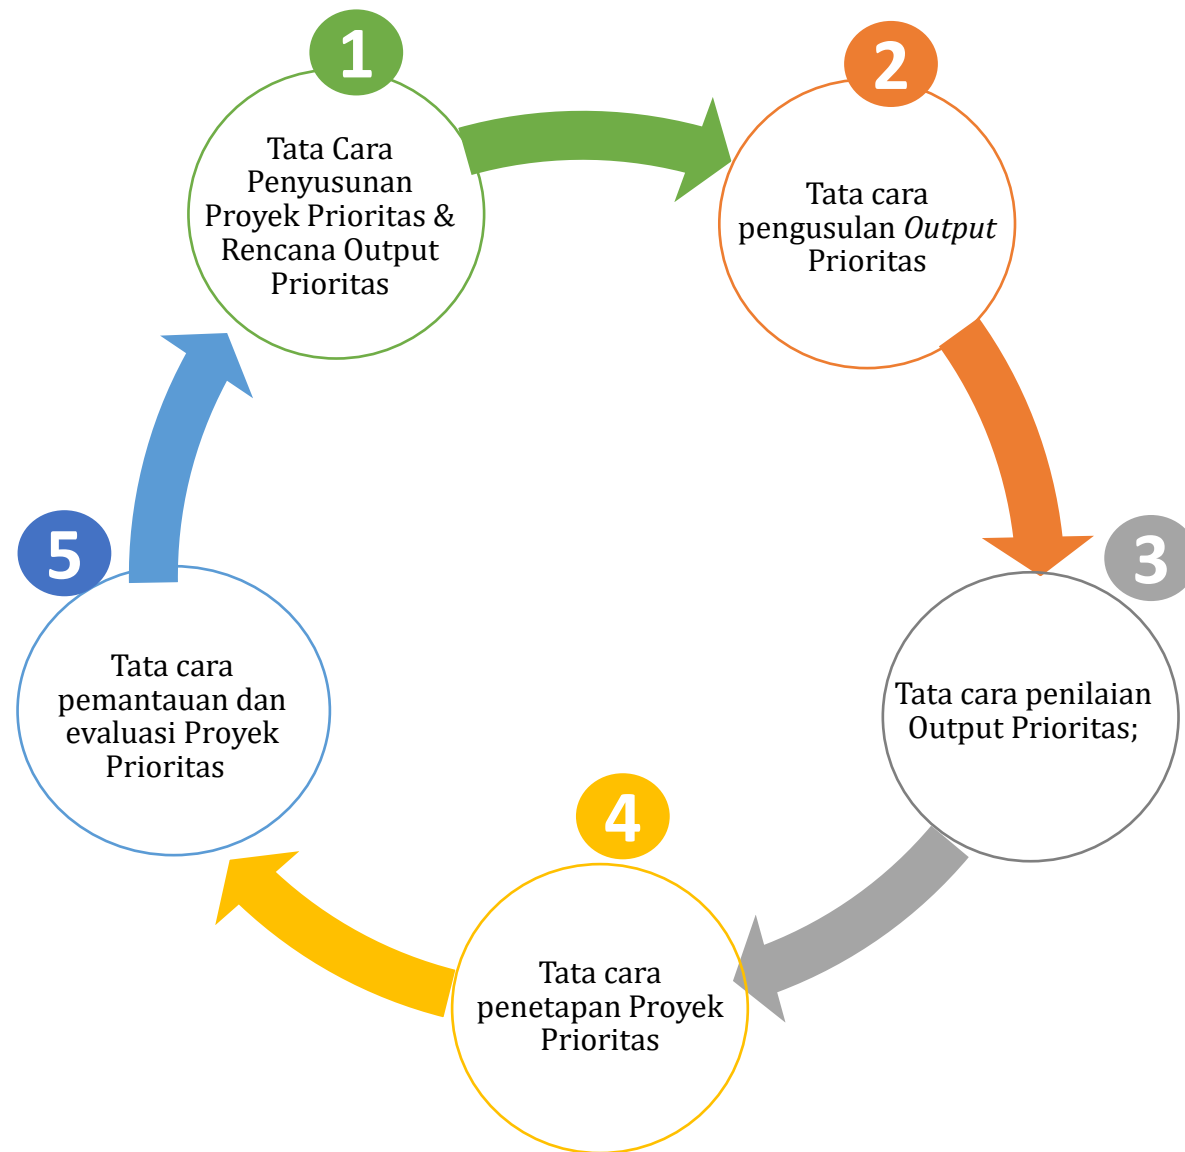 1
Tata Cara
Penyusunan
Proyek Prioritas &
Rencana Output
Prioritas
2
Tata cara
pengusulan Output
Prioritas
3
Tata cara penilaian
Output Prioritas;
4
Tata cara
penetapan Proyek
Prioritas
5
Tata cara
pemantauan dan
evaluasi Proyek
Prioritas